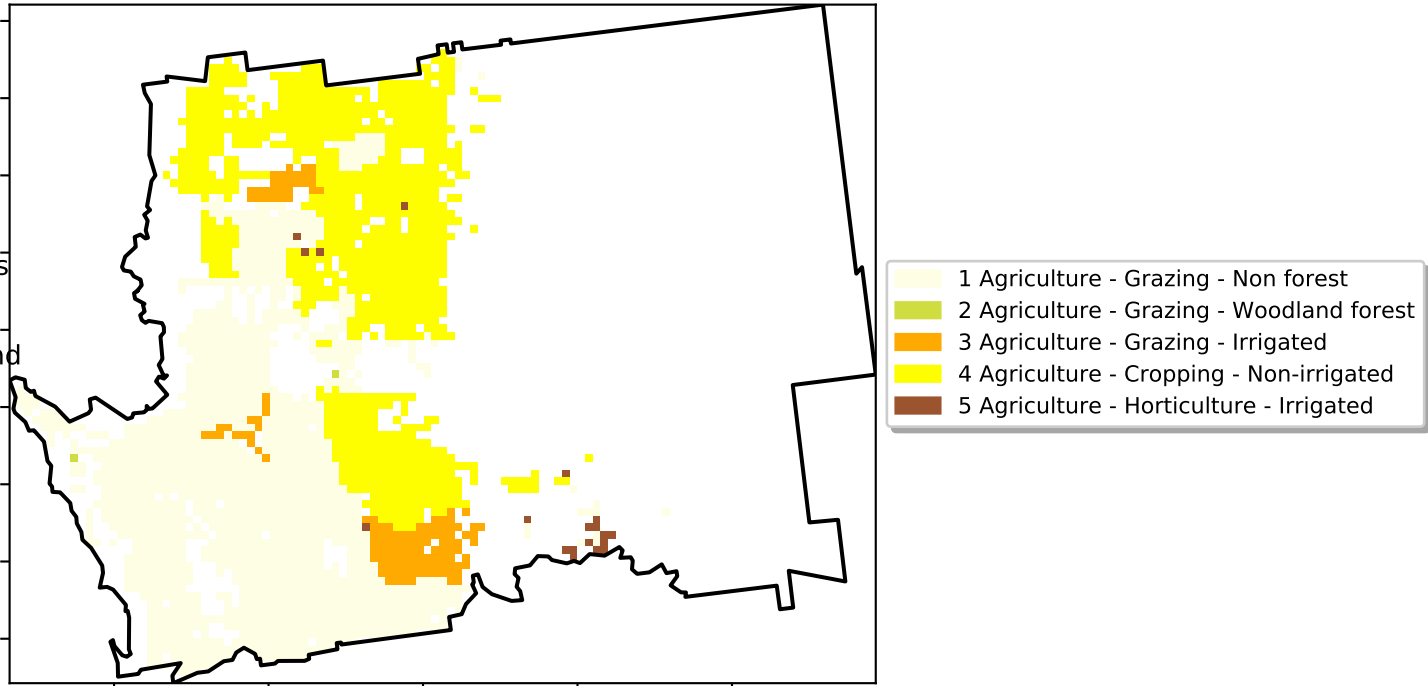 s
nd
1 Agriculture - Grazing - Non forest
2 Agriculture - Grazing - Woodland forest
3 Agriculture - Grazing - Irrigated
4 Agriculture - Cropping - Non-irrigated
5 Agriculture - Horticulture - Irrigated